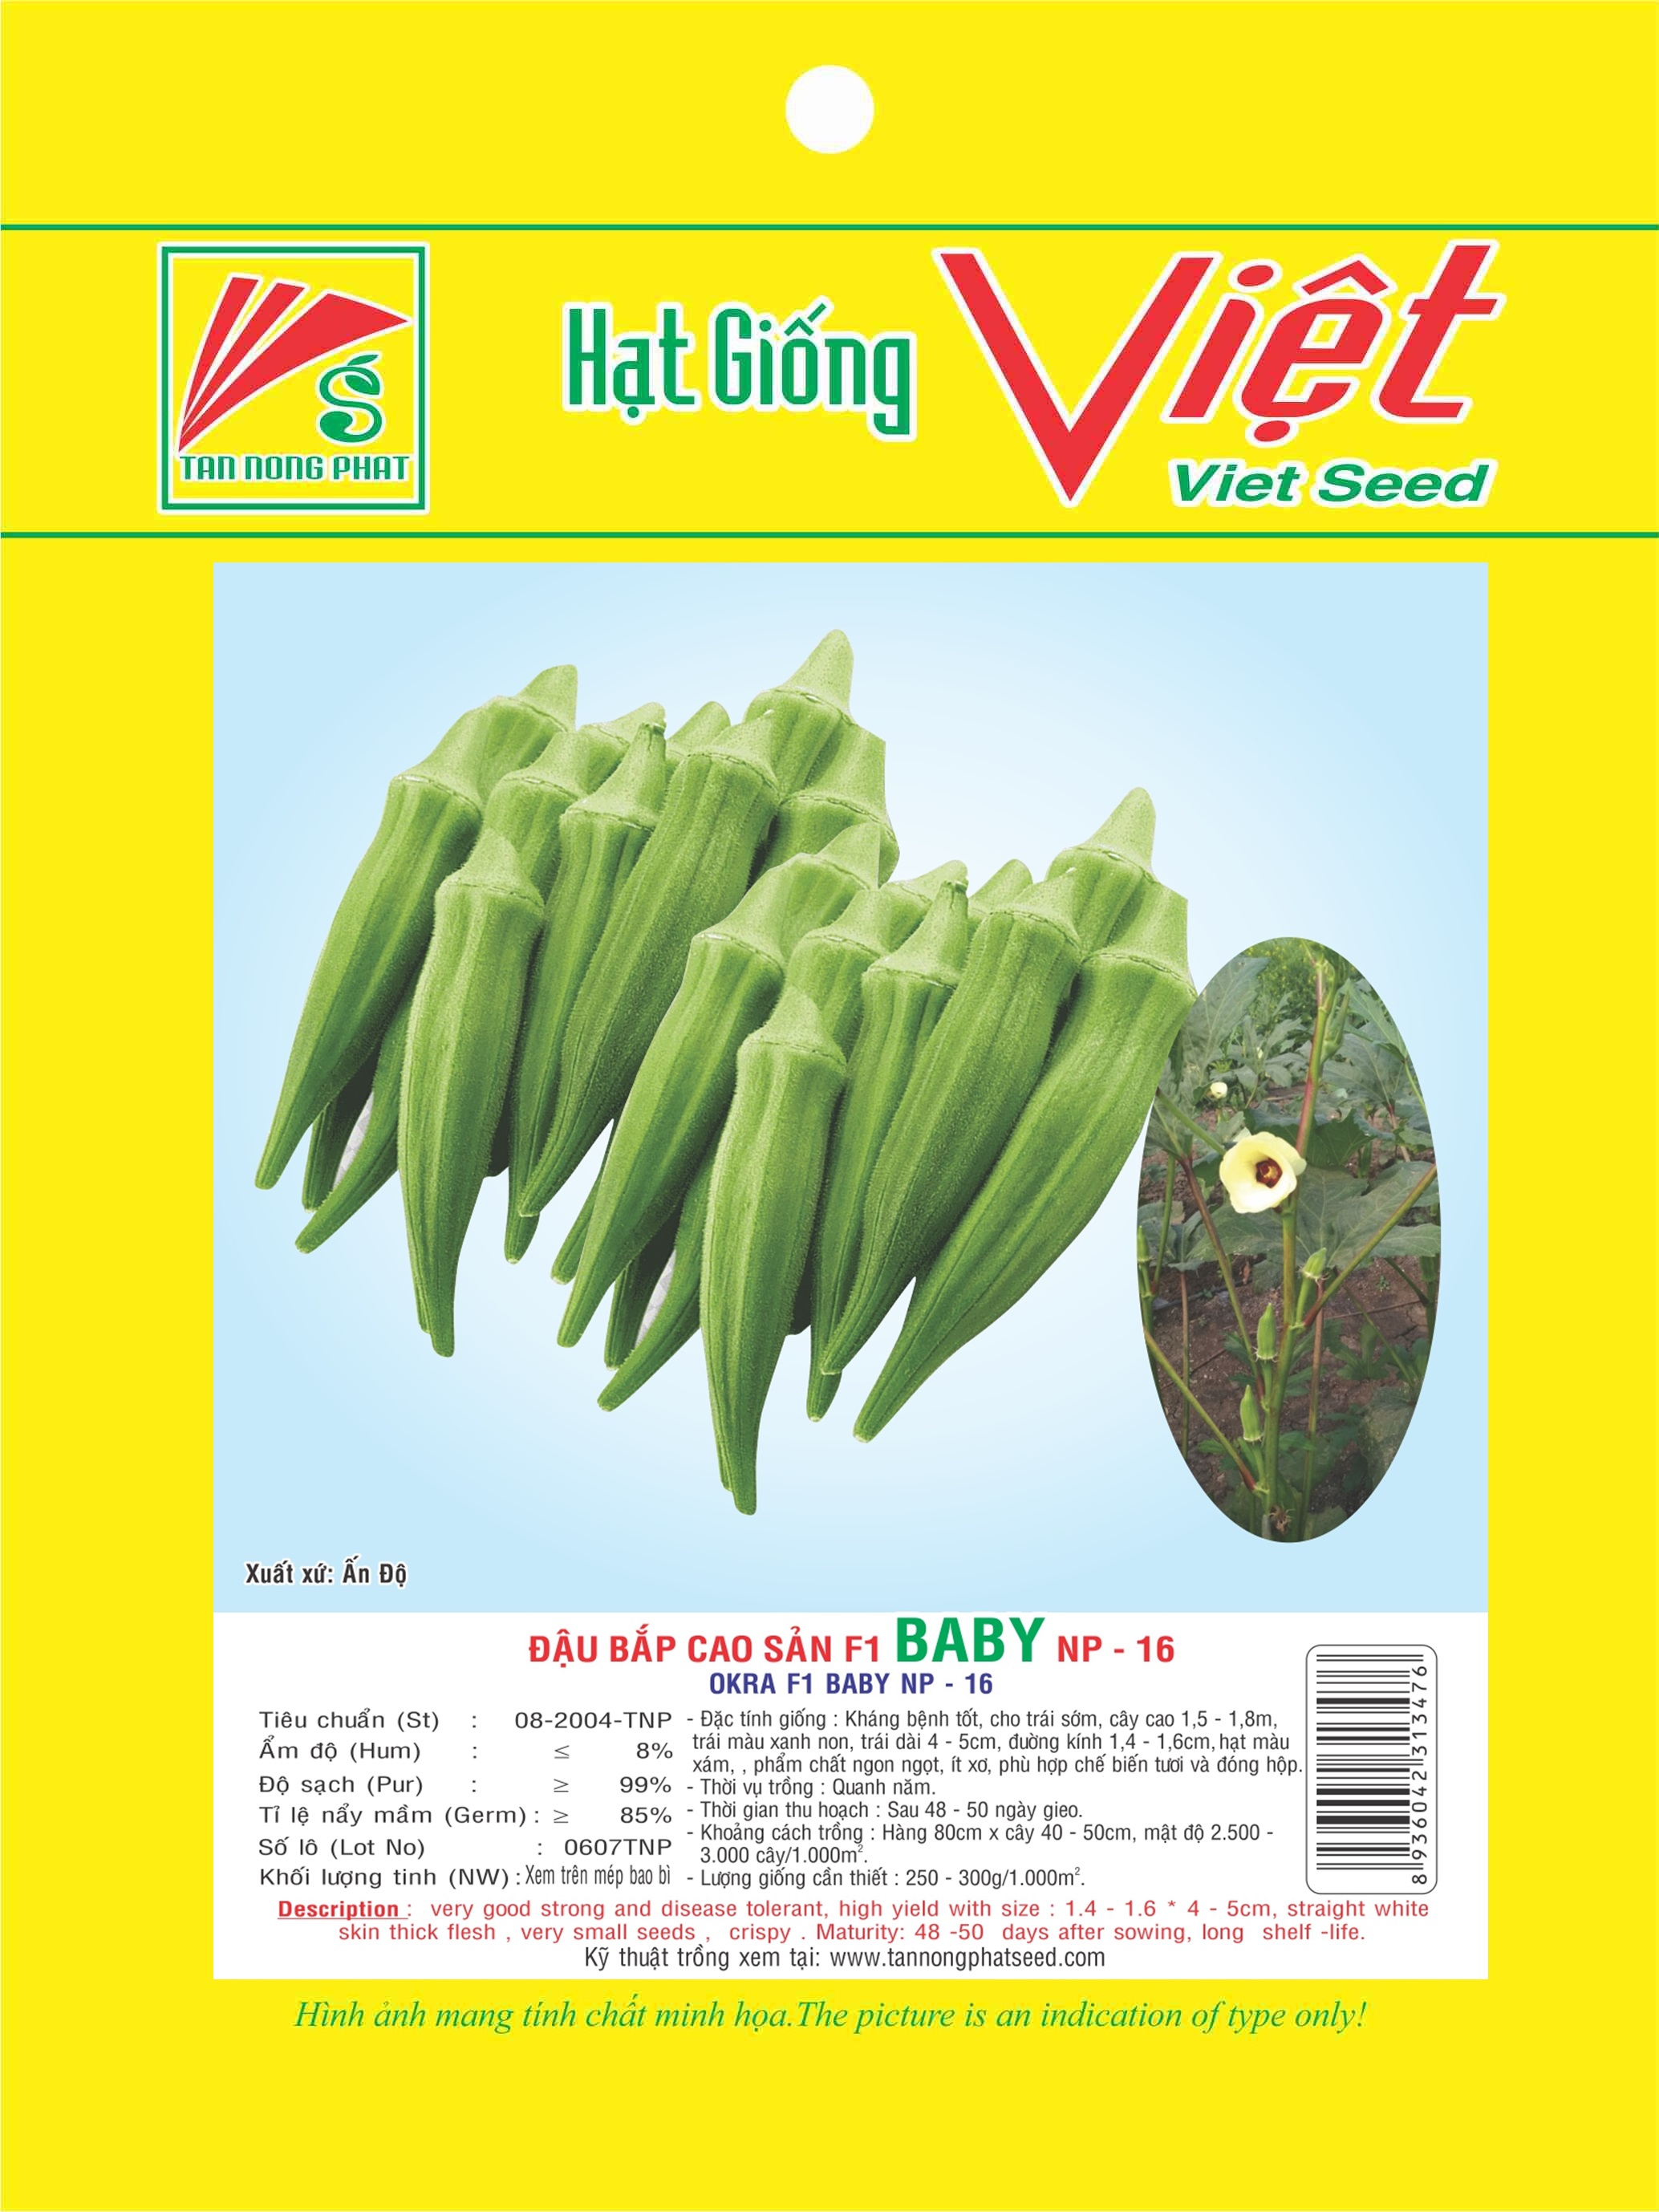 TAN NONG PHAT
Hạt Giống Việt
Viet Seed
Xuất xứ: Ấn Độ
ĐẬU BẮP CAO SẢN F1 BABY NP - 16
OKRA F1 BABY NP - 16
Tiêu chuẩn (St) : 08-2004-TNP
Ẩm độ (Hum) : ≤ 8%
Độ sạch (Pur) : ≥ 99%
Tỉ lệ nẩy mầm (Germ) : ≥ 85%
Số lô (Lot No) : 0607TNP
Khối lượng tinh (NW) : Xem trên mép bao bì
- Đặc tính giống : Kháng bệnh tốt, cho trái sớm, cây cao 1,5 - 1,8m,
trái màu xanh non, trái dài 4 - 5cm, đường kính 1,4 - 1,6cm, hạt màu
xám, , phẩm chất ngon ngọt, ít xơ, phù hợp chế biến tươi và đóng hộp.
- Thời vụ trồng : Quanh năm.
- Thời gian thu hoạch : Sau 48 - 50 ngày gieo.
- Khoảng cách trồng : Hàng 80cm x cây 40 - 50cm, mật độ 2.500 -
3.000 cây/1.000m².
- Lượng giống cần thiết : 250 - 300g/1.000m².
8936042313476
Description : very good strong and disease tolerant, high yield with size : 1.4 - 1.6 * 4 - 5cm, straight white
skin thick flesh , very small seeds , crispy . Maturity: 48 -50 days after sowing, long shelf -life.
Kỹ thuật trồng xem tại: www.tannongphatseed.com
Hình ảnh mang tính chất minh họa.The picture is an indication of type only!